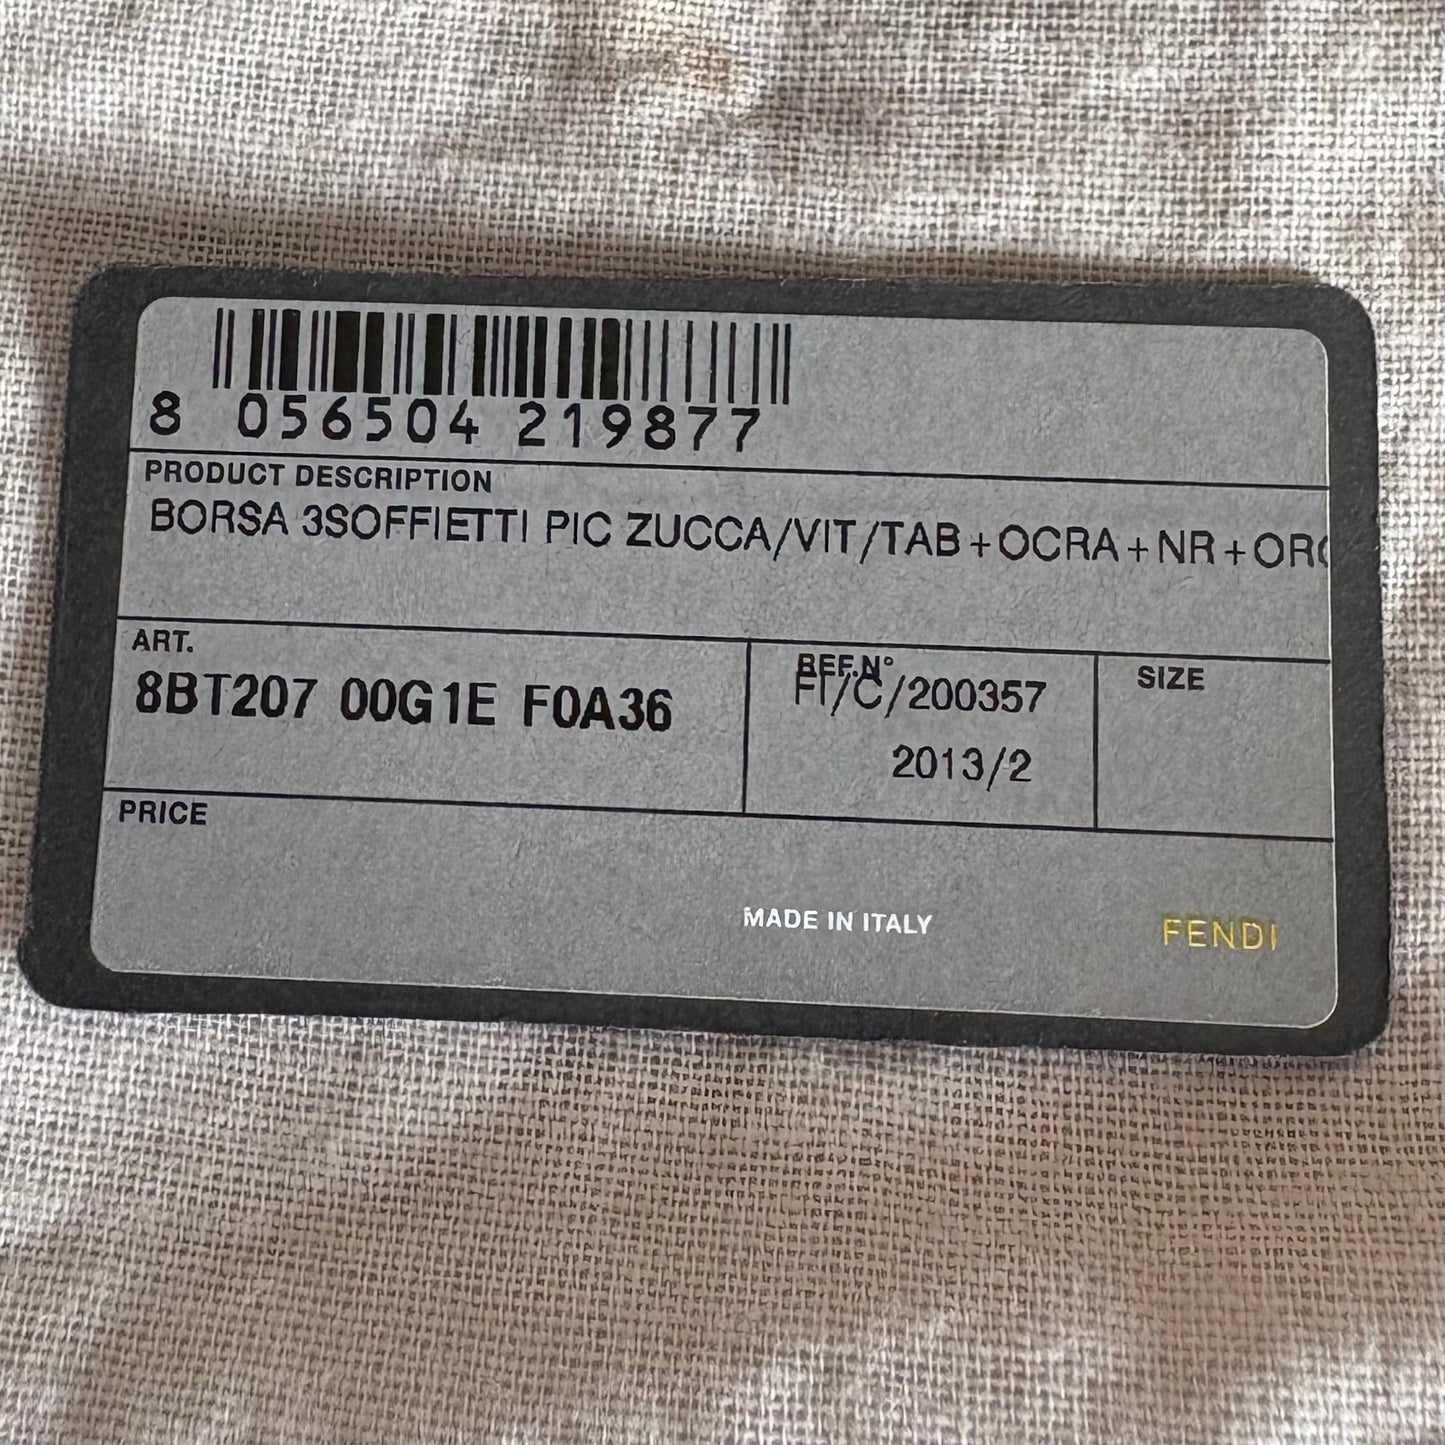 8 056504 219877
PRODUCT DESCRIPTION
BORSA 3SOFFIETTI PIC ZUCCA/VIT/TAB+OCRA+NR+ORO
ART.
8BT207 00G1E F0A36
REF.N°
FI/C/200357
2013/2
SIZE
PRICE
MADE IN ITALY
FENDI